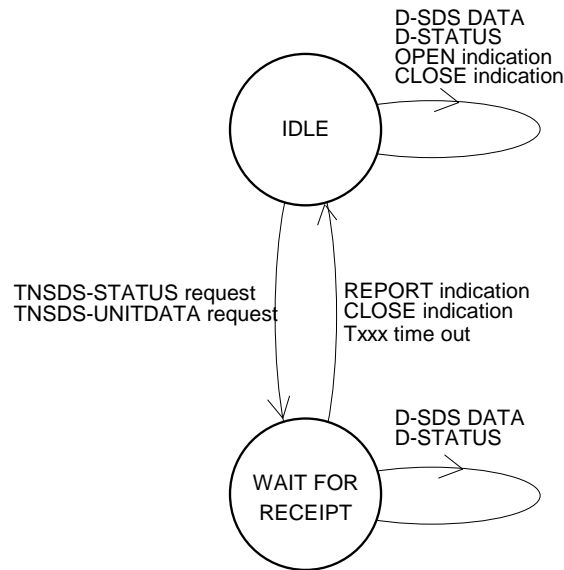 D-SDS DATA
D-STATUS
OPEN indication
CLOSE indication
IDLE
TNSDS-STATUS request
TNSDS-UNITDATA request
REPORT indication
CLOSE indication
Txxx time out
D-SDS DATA
D-STATUS
WAIT FOR
RECEIPT